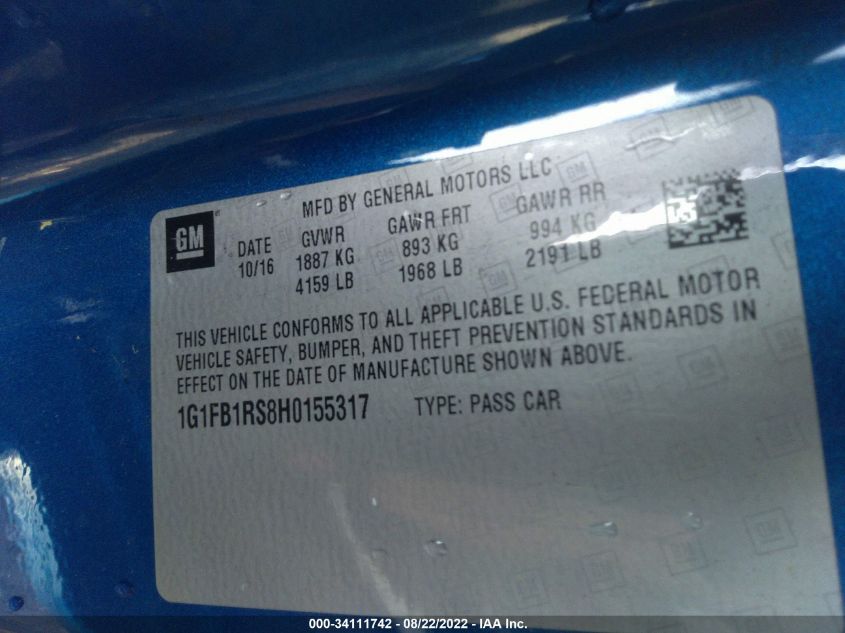 MFD BY GENERAL MOTORS LLC
GM
DATE GVWR GAWR FRT GAWR RR
10/16 1887 KG 893 KG 994 KG
4159 LB 1968 LB 2191 LB
THIS VEHICLE CONFORMS TO ALL APPLICABLE U.S. FEDERAL MOTOR
VEHICLE SAFETY, BUMPER, AND THEFT PREVENTION STANDARDS IN
EFFECT ON THE DATE OF MANUFACTURE SHOWN ABOVE.
1G1FB1RS8H0155317 TYPE: PASS CAR
000-34111742 - 08/22/2022 - IAA Inc.